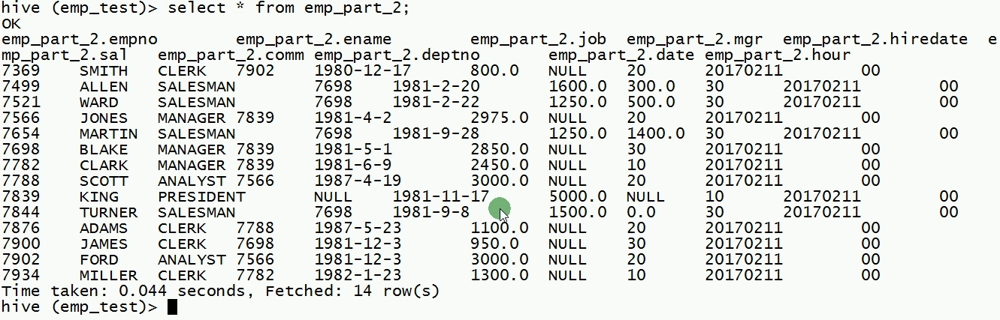 hive (emp_test)> select * from emp_part_2;
OK
emp_part_2.empno emp_part_2.ename emp_part_2.job emp_part_2.mgr emp_part_2.hiredate e
mp_part_2.sal emp_part_2.comm emp_part_2.deptno emp_part_2.date emp_part_2.hour
7369 SMITH CLERK 7902 1980-12-17 800.0 NULL 20 20170211 00
7499 ALLEN SALESMAN 7698 1981-2-20 1600.0 300.0 30 20170211 00
7521 WARD SALESMAN 7698 1981-2-22 1250.0 500.0 30 20170211 00
7566 JONES MANAGER 7839 1981-4-2 2975.0 NULL 20 20170211 00
7654 MARTIN SALESMAN 7698 1981-9-28 1250.0 1400.0 30 20170211 00
7698 BLAKE MANAGER 7839 1981-5-1 2850.0 NULL 30 20170211 00
7782 CLARK MANAGER 7839 1981-6-9 2450.0 NULL 10 20170211 00
7788 SCOTT ANALYST 7566 1987-4-19 3000.0 NULL 20 20170211 00
7839 KING PRESIDENT NULL 1981-11-17 5000.0 NULL 10 20170211 00
7844 TURNER SALESMAN 7698 1981-9-8 1500.0 0.0 30 20170211 00
7876 ADAMS CLERK 7788 1987-5-23 1100.0 NULL 20 20170211 00
7900 JAMES CLERK 7698 1981-12-3 950.0 NULL 30 20170211 00
7902 FORD ANALYST 7566 1981-12-3 3000.0 NULL 20 20170211 00
7934 MILLER CLERK 7782 1982-1-23 1300.0 NULL 10 20170211 00
Time taken: 0.044 seconds, Fetched: 14 row(s)
hive (emp_test)>